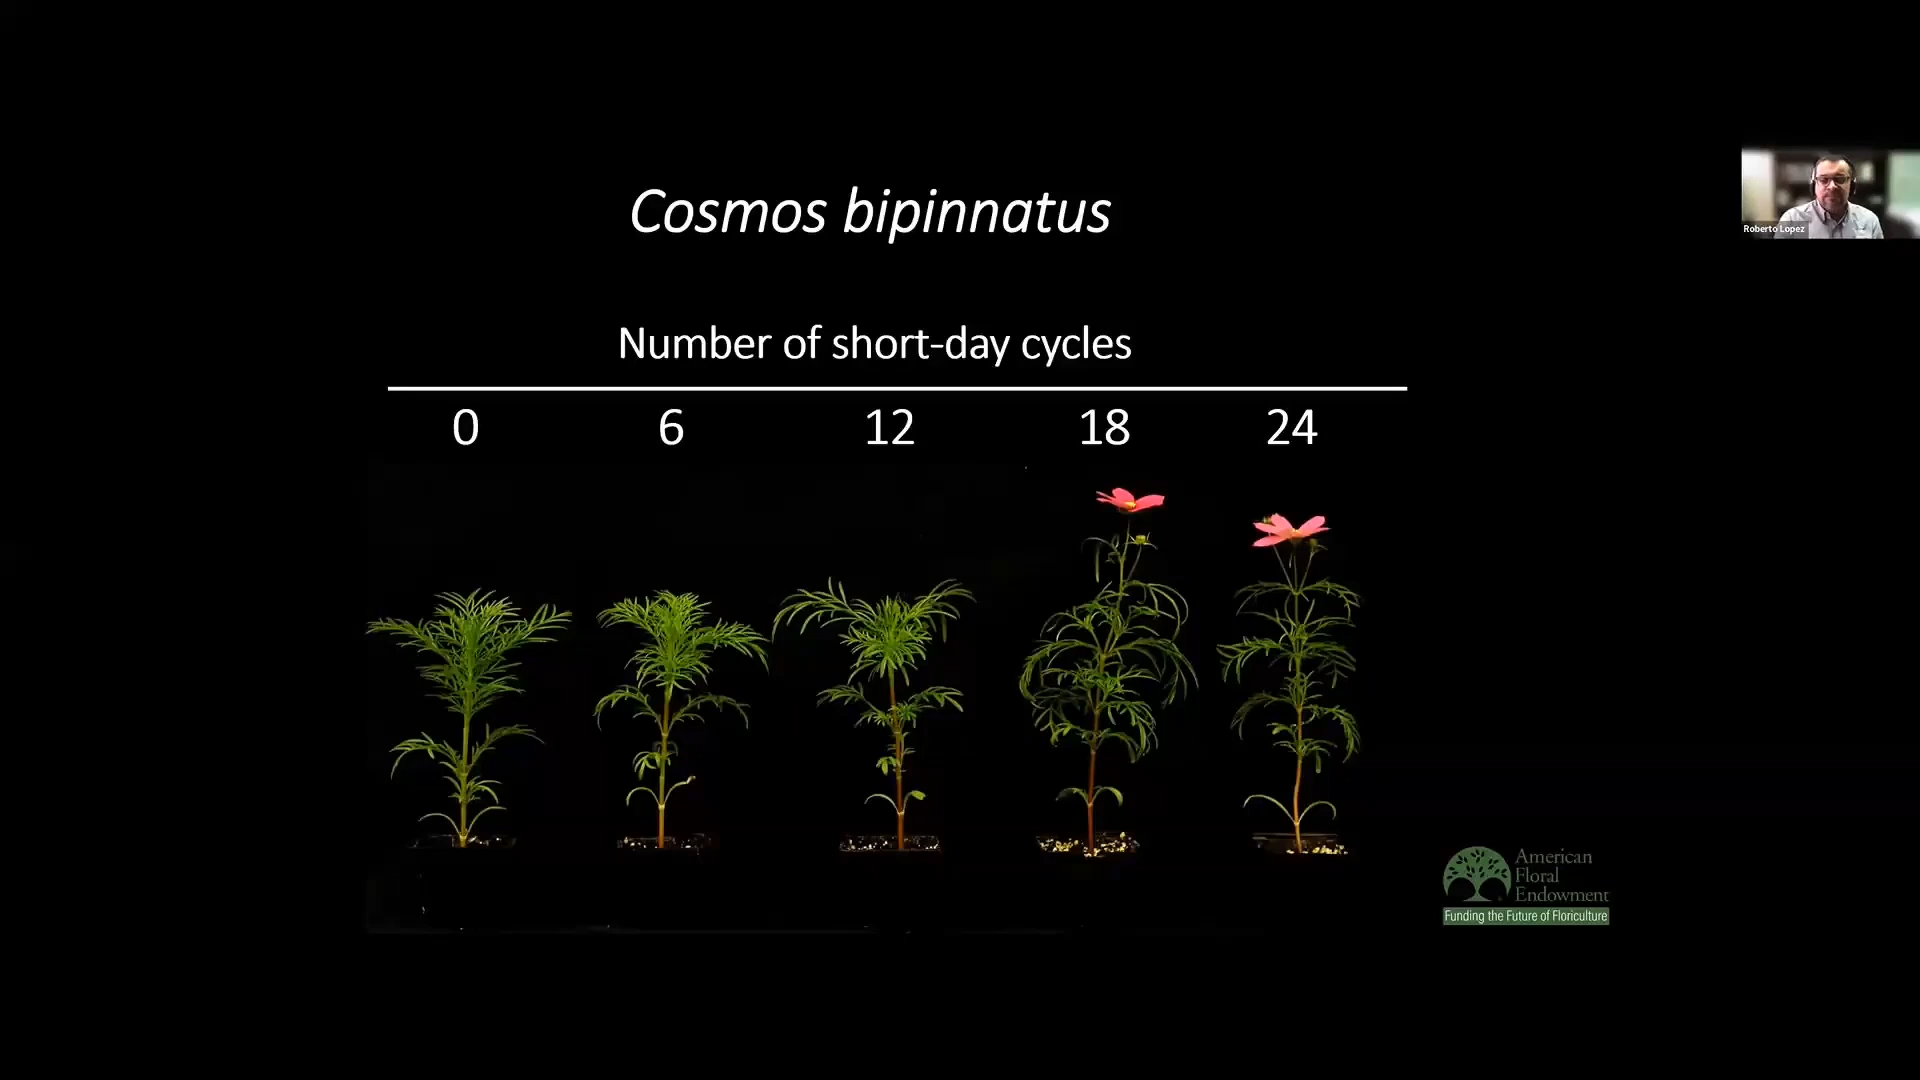 Cosmos bipinnatus
Roberto Lopez
Number of short-day cycles
0 6 12 18 24
American
Floral
Endowment
Funding the Future of Floriculture